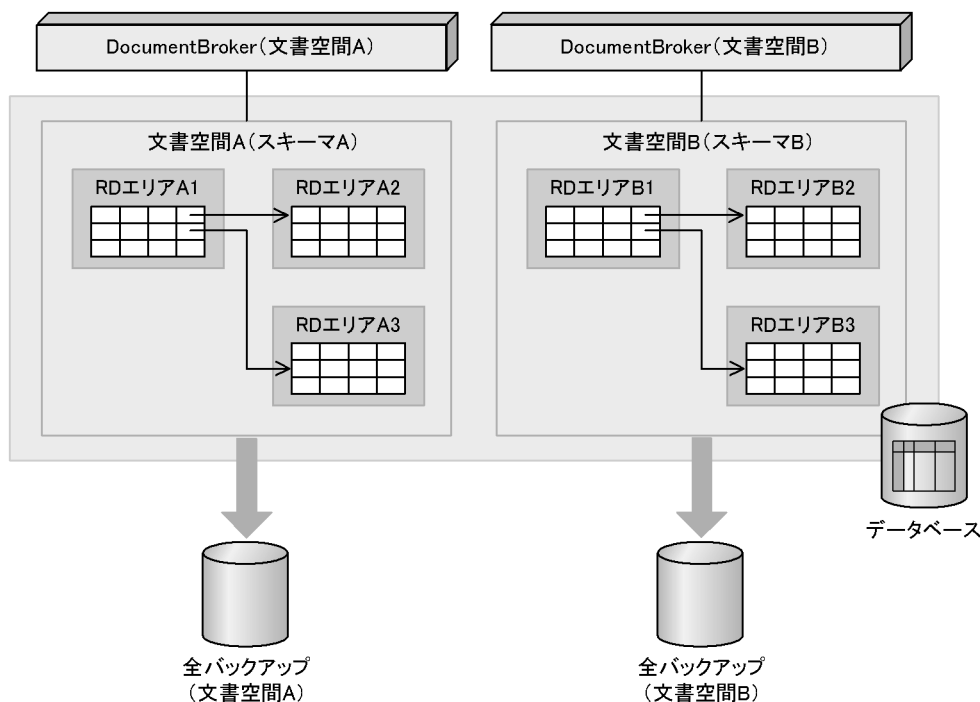 DocumentBroker(文書空間A)
DocumentBroker(文書空間B)
文書空間A(スキーマA)
RDエリアA1
RDエリアA2
RDエリアA3
文書空間B(スキーマB)
RDエリアB1
RDエリアB2
RDエリアB3
データベース
全バックアップ
(文書空間A)
全バックアップ
(文書空間B)